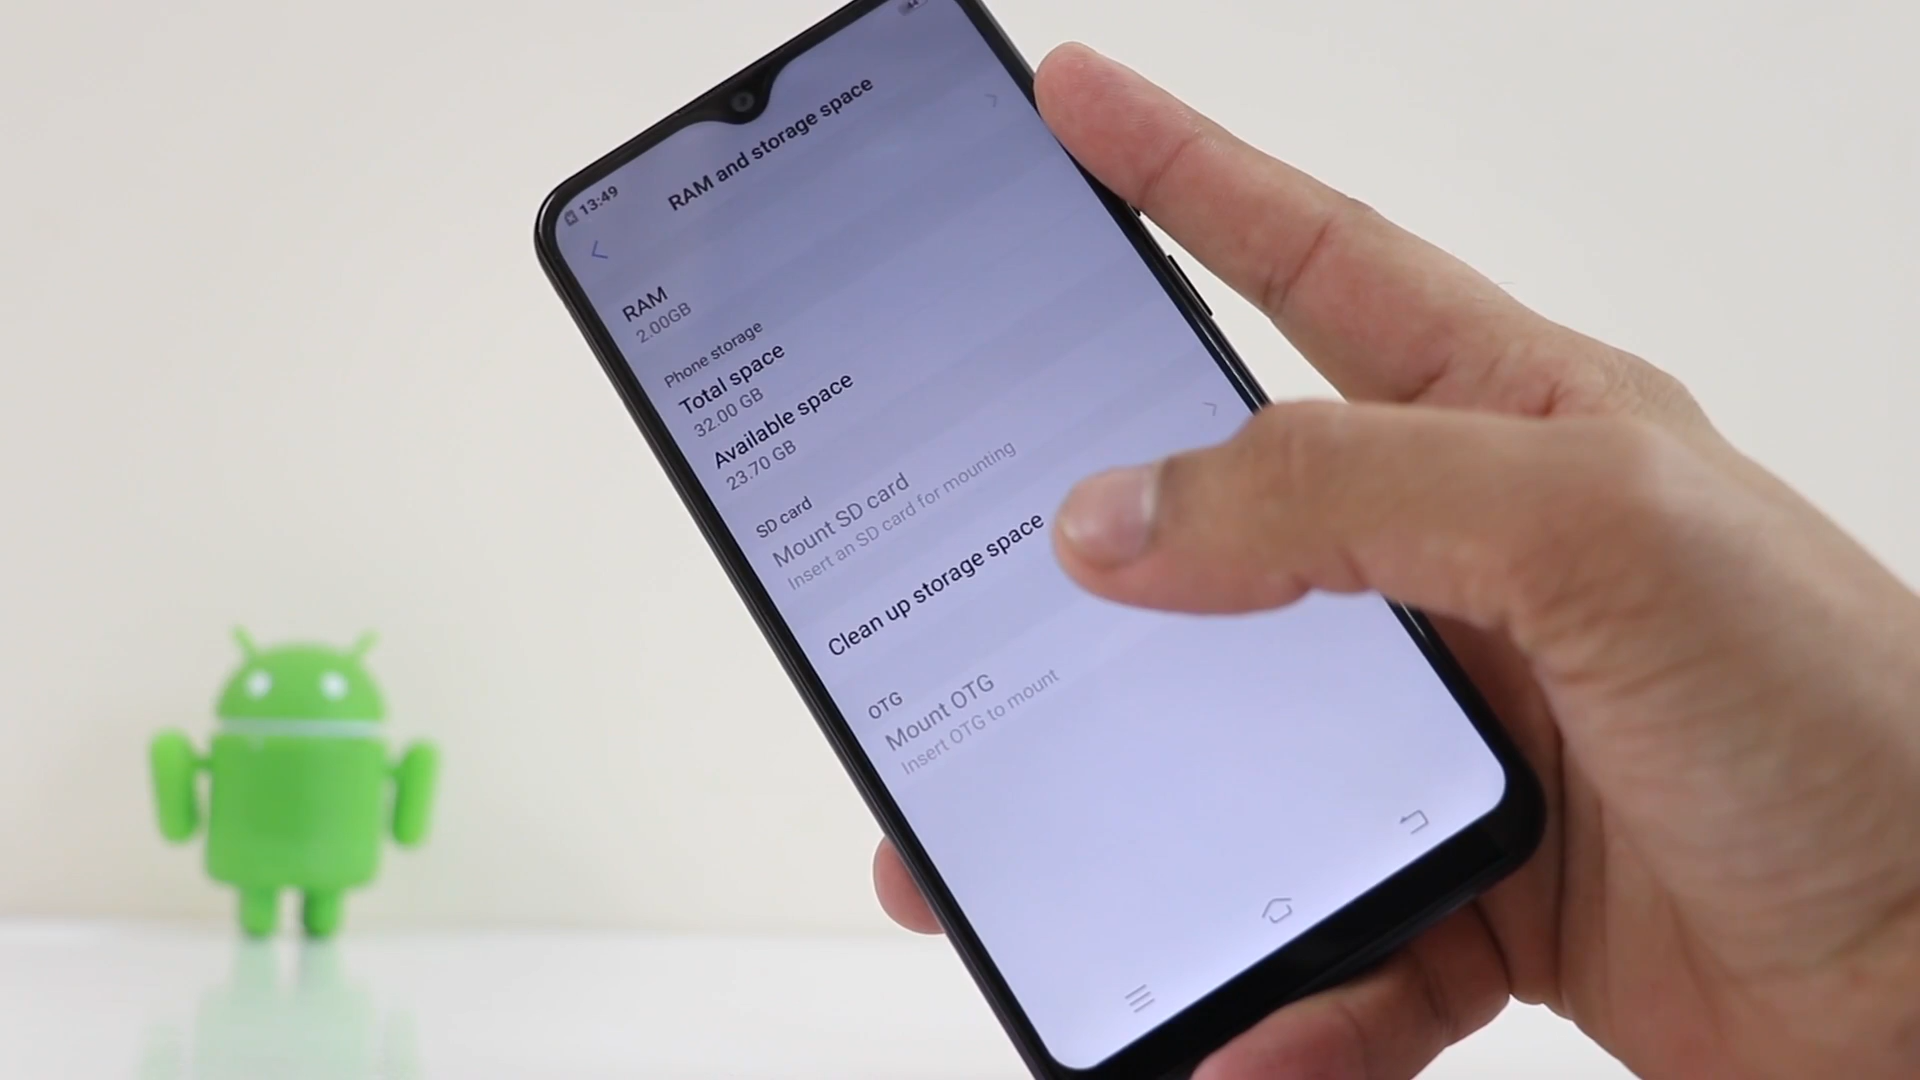 13:49
RAM and storage space
RAM
2.00GB
Phone storage
Total space
32.00 GB
Available space
23.70 GB
SD card
Mount SD card
Insert an SD card for mounting
Clean up storage space
OTG
Mount OTG
Insert OTG to mount